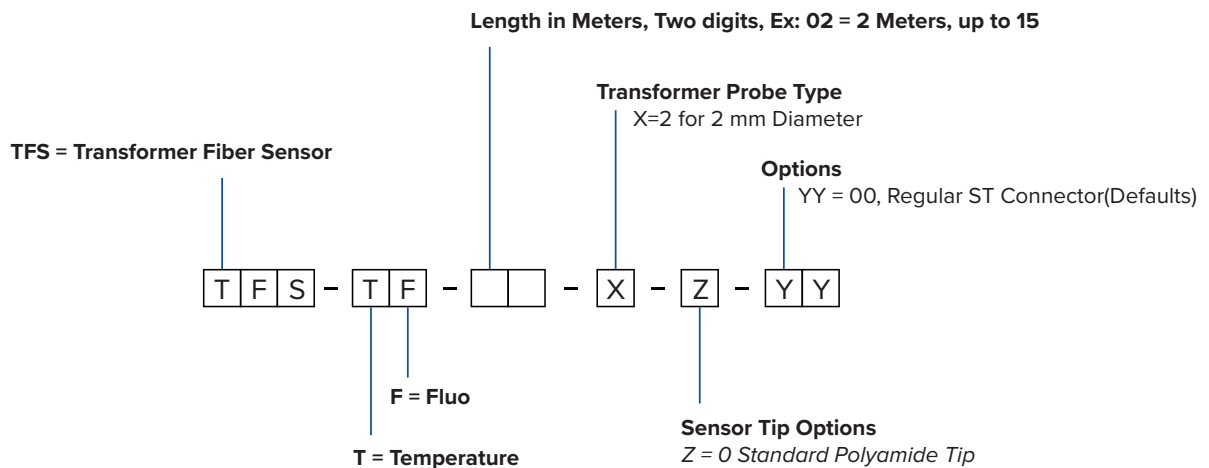 Length in Meters, Two digits, Ex: 02 = 2 Meters, up to 15
Transformer Probe Type
X=2 for 2 mm Diameter
TFS = Transformer Fiber Sensor
Options
YY = 00, Regular ST Connector(Defaults)
T F S - T F - - X - Z - Y Y
F = Fluo
Sensor Tip Options
Z = 0 Standard Polyamide Tip
T = Temperature